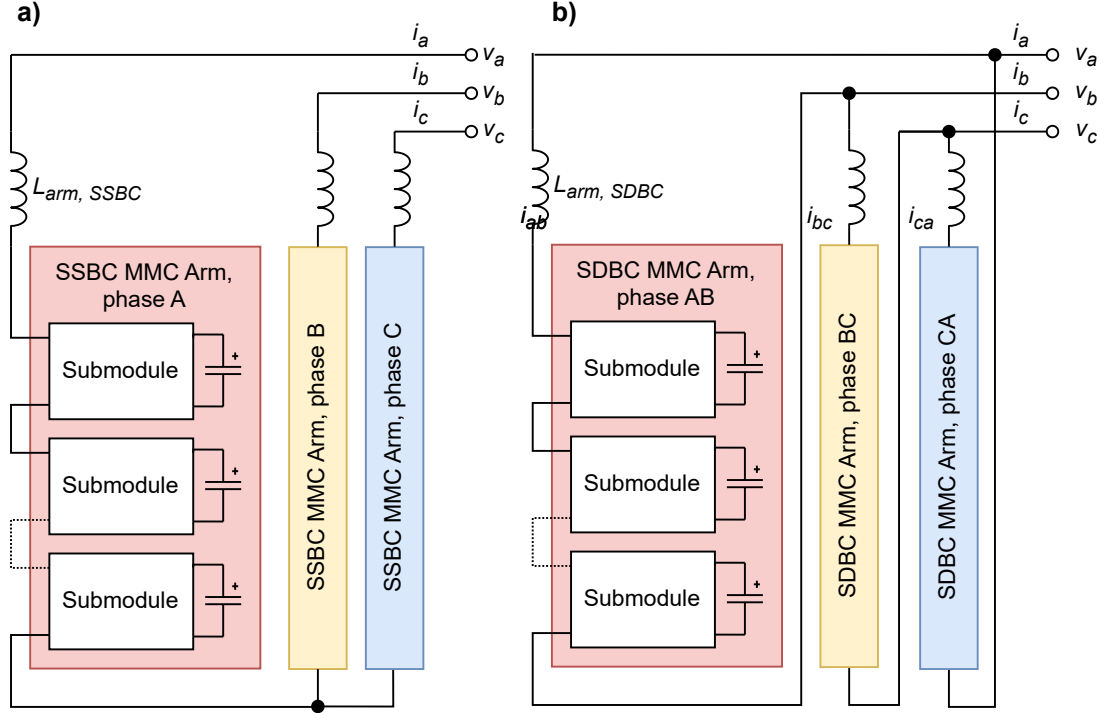 a)
i_a
v_a
i_b
v_b
i_c
v_c
L_arm, SSBC
SSBC MMC Arm,
phase A
Submodule
+
Submodule
+
Submodule
+
SSBC MMC Arm, phase B
SSBC MMC Arm, phase C
b)
i_a
v_a
i_b
v_b
i_c
v_c
L_arm, SDBC
i_ab
i_bc
i_ca
SDBC MMC Arm,
phase AB
Submodule
+
Submodule
+
Submodule
+
SDBC MMC Arm, phase BC
SDBC MMC Arm, phase CA